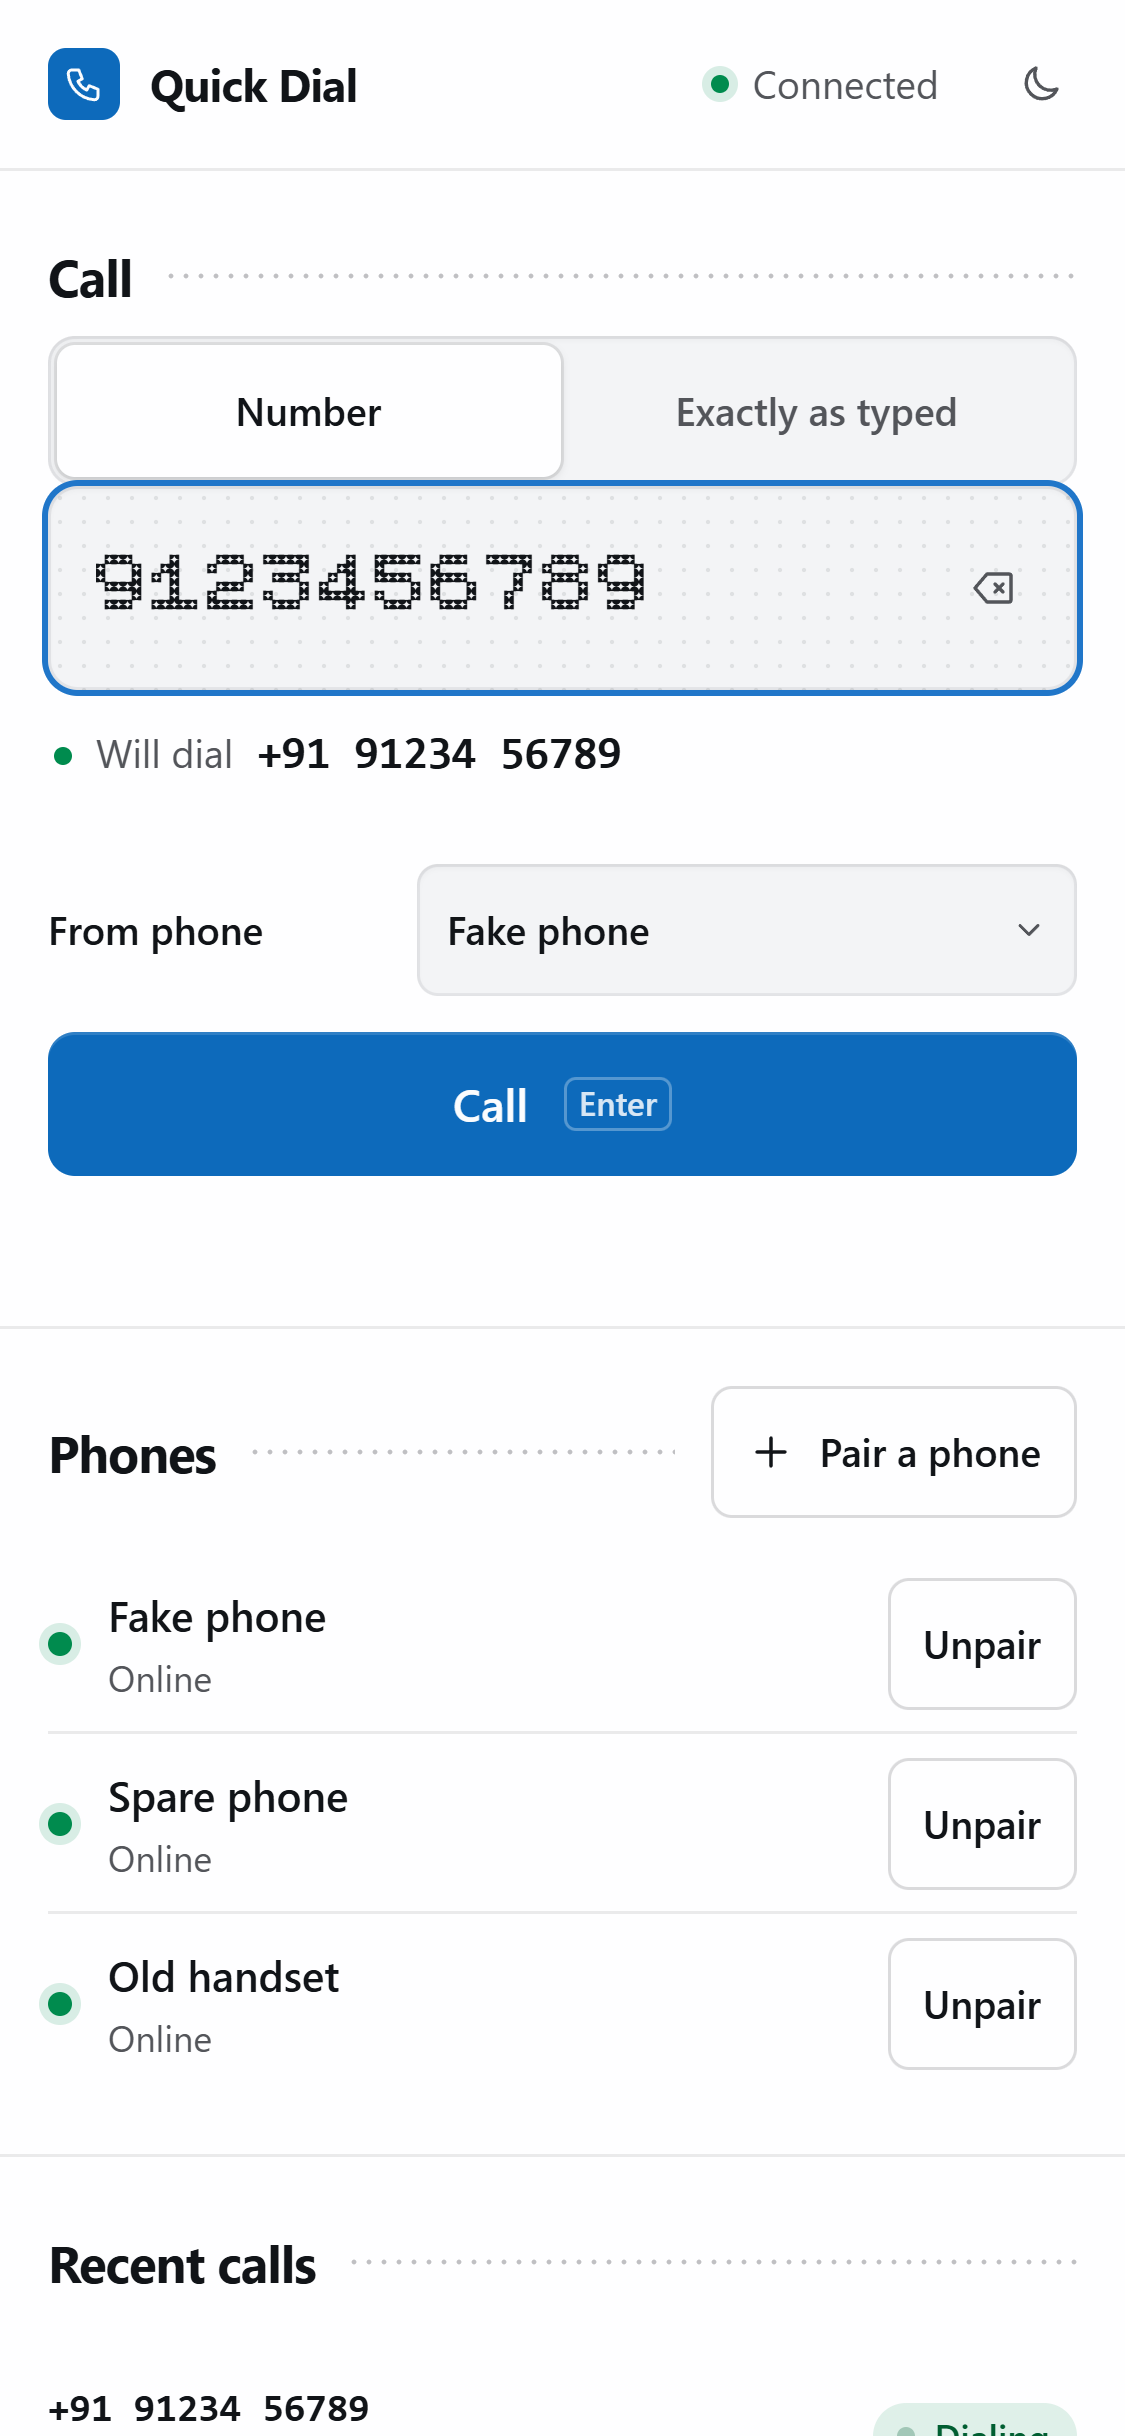 Quick Dial
Connected
Call
Number
Exactly as typed
9123456789
Will dial +91 91234 56789
From phone
Fake phone
Call Enter
Phones
Pair a phone
Fake phone
Online
Unpair
Spare phone
Online
Unpair
Old handset
Online
Unpair
Recent calls
+91 91234 56789
Dialing